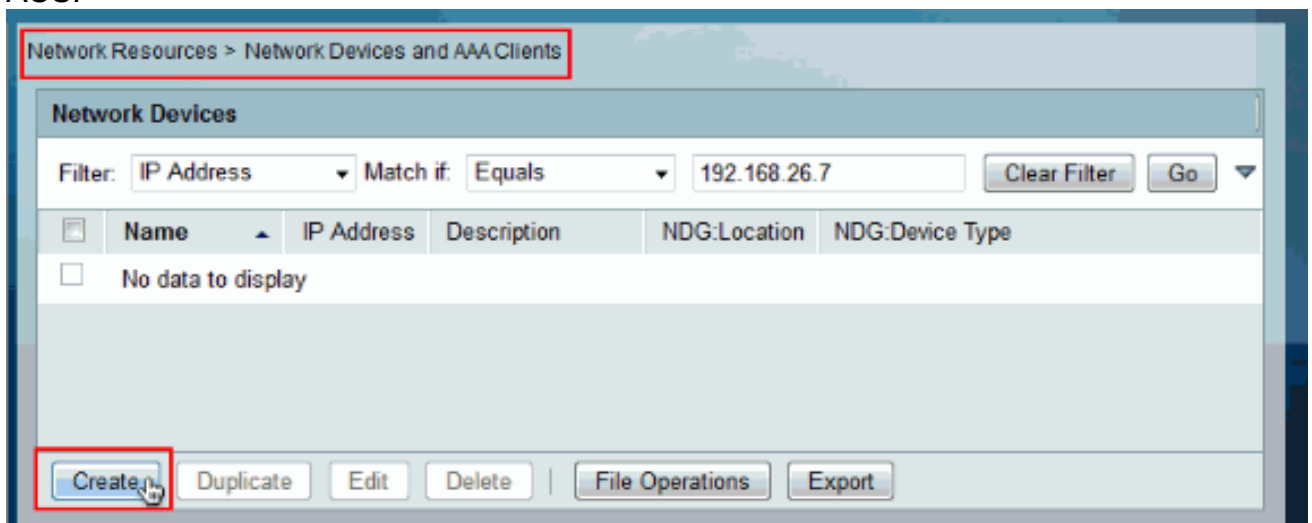 Network Resources > Network Devices and AAA Clients
Network Devices
Filter: IP Address Match if: Equals 192.168.26.7 Clear Filter Go
Name IP Address Description NDG:Location NDG:Device Type
No data to display
Create Duplicate Edit Delete | File Operations Export